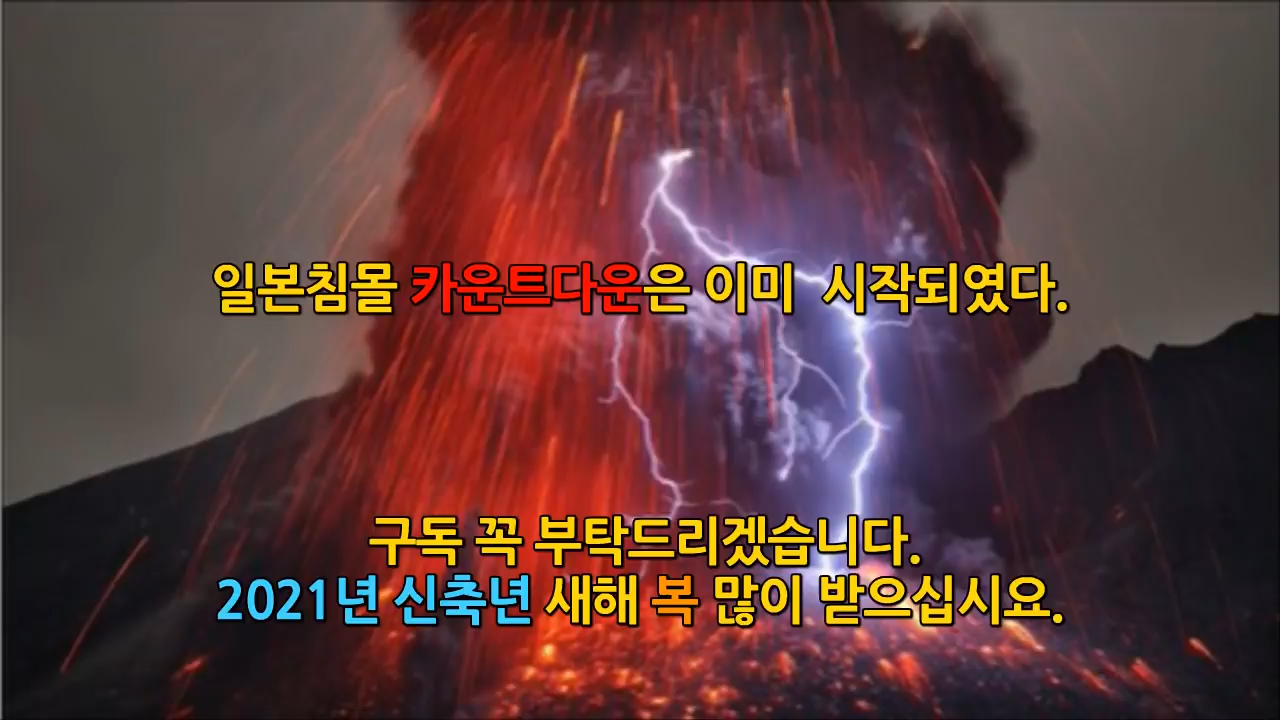 일본침몰 카운트다운은 이미 시작되였다.
구독 꼭 부탁드리겠습니다.
2021년 신축년 새해 복 많이 받으십시요.